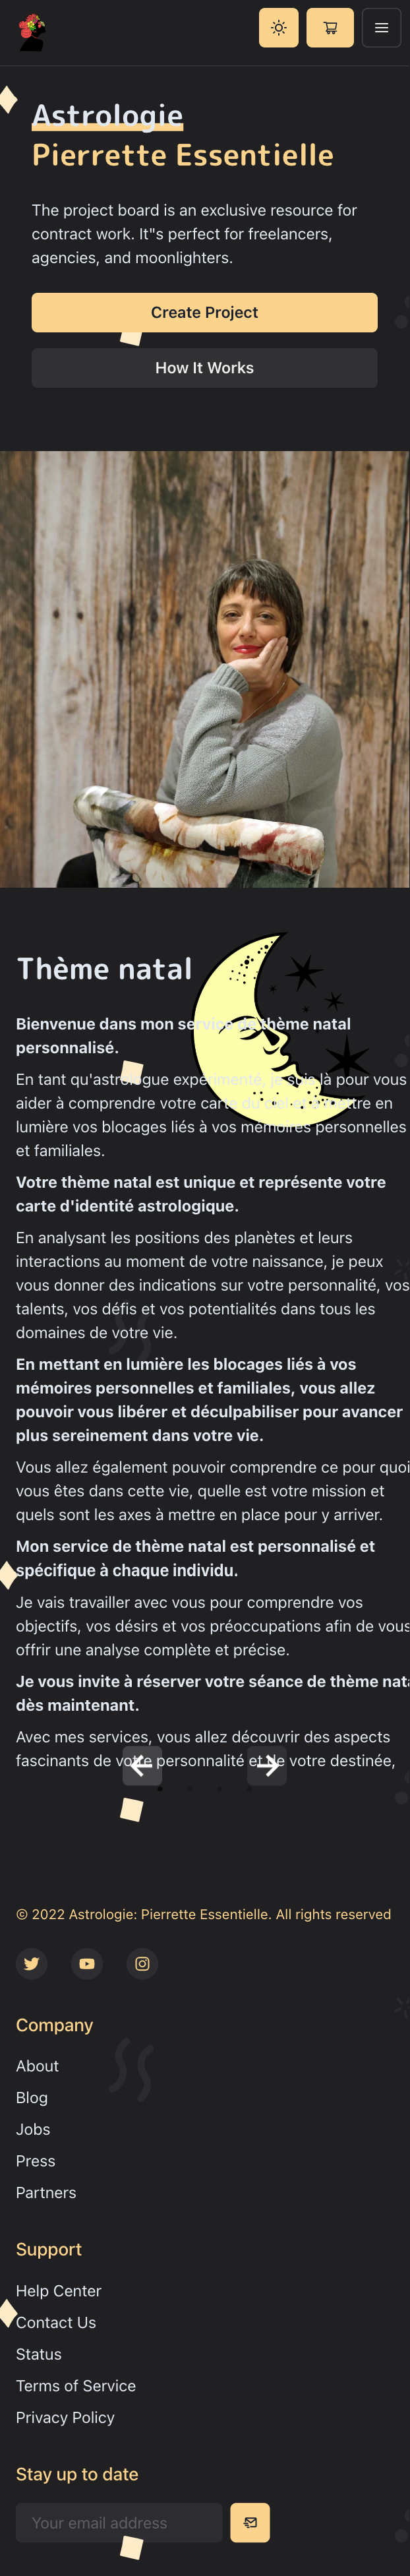 Astrologie
Pierrette Essentielle
The project board is an exclusive resource for
contract work. It"s perfect for freelancers,
agencies, and moonlighters.
Create Project
How It Works
Thème natal
Bienvenue dans mon service de thème natal
personnalisé.
En tant qu'astrologue expérimenté, je suis là pour vous
aider à comprendre votre carte du ciel et à mettre en
lumière vos blocages liés à vos mémoires personnelles
et familiales.
Votre thème natal est unique et représente votre
carte d'identité astrologique.
En analysant les positions des planètes et leurs
interactions au moment de votre naissance, je peux
vous donner des indications sur votre personnalité, vos
talents, vos défis et vos potentialités dans tous les
domaines de votre vie.
En mettant en lumière les blocages liés à vos
mémoires personnelles et familiales, vous allez
pouvoir vous libérer et déculpabiliser pour avancer
plus sereinement dans votre vie.
Vous allez également pouvoir comprendre ce pour quoi
vous êtes dans cette vie, quelle est votre mission et
quels sont les axes à mettre en place pour y arriver.
Mon service de thème natal est personnalisé et
spécifique à chaque individu.
Je vais travailler avec vous pour comprendre vos
objectifs, vos désirs et vos préoccupations afin de vous
offrir une analyse complète et précise.
Je vous invite à réserver votre séance de thème nata
dès maintenant.
Avec mes services, vous allez découvrir des aspects
fascinants de votre personnalité et de votre destinée,
© 2022 Astrologie: Pierrette Essentielle. All rights reserved
Company
About
Blog
Jobs
Press
Partners
Support
Help Center
Contact Us
Status
Terms of Service
Privacy Policy
Stay up to date
Your email address